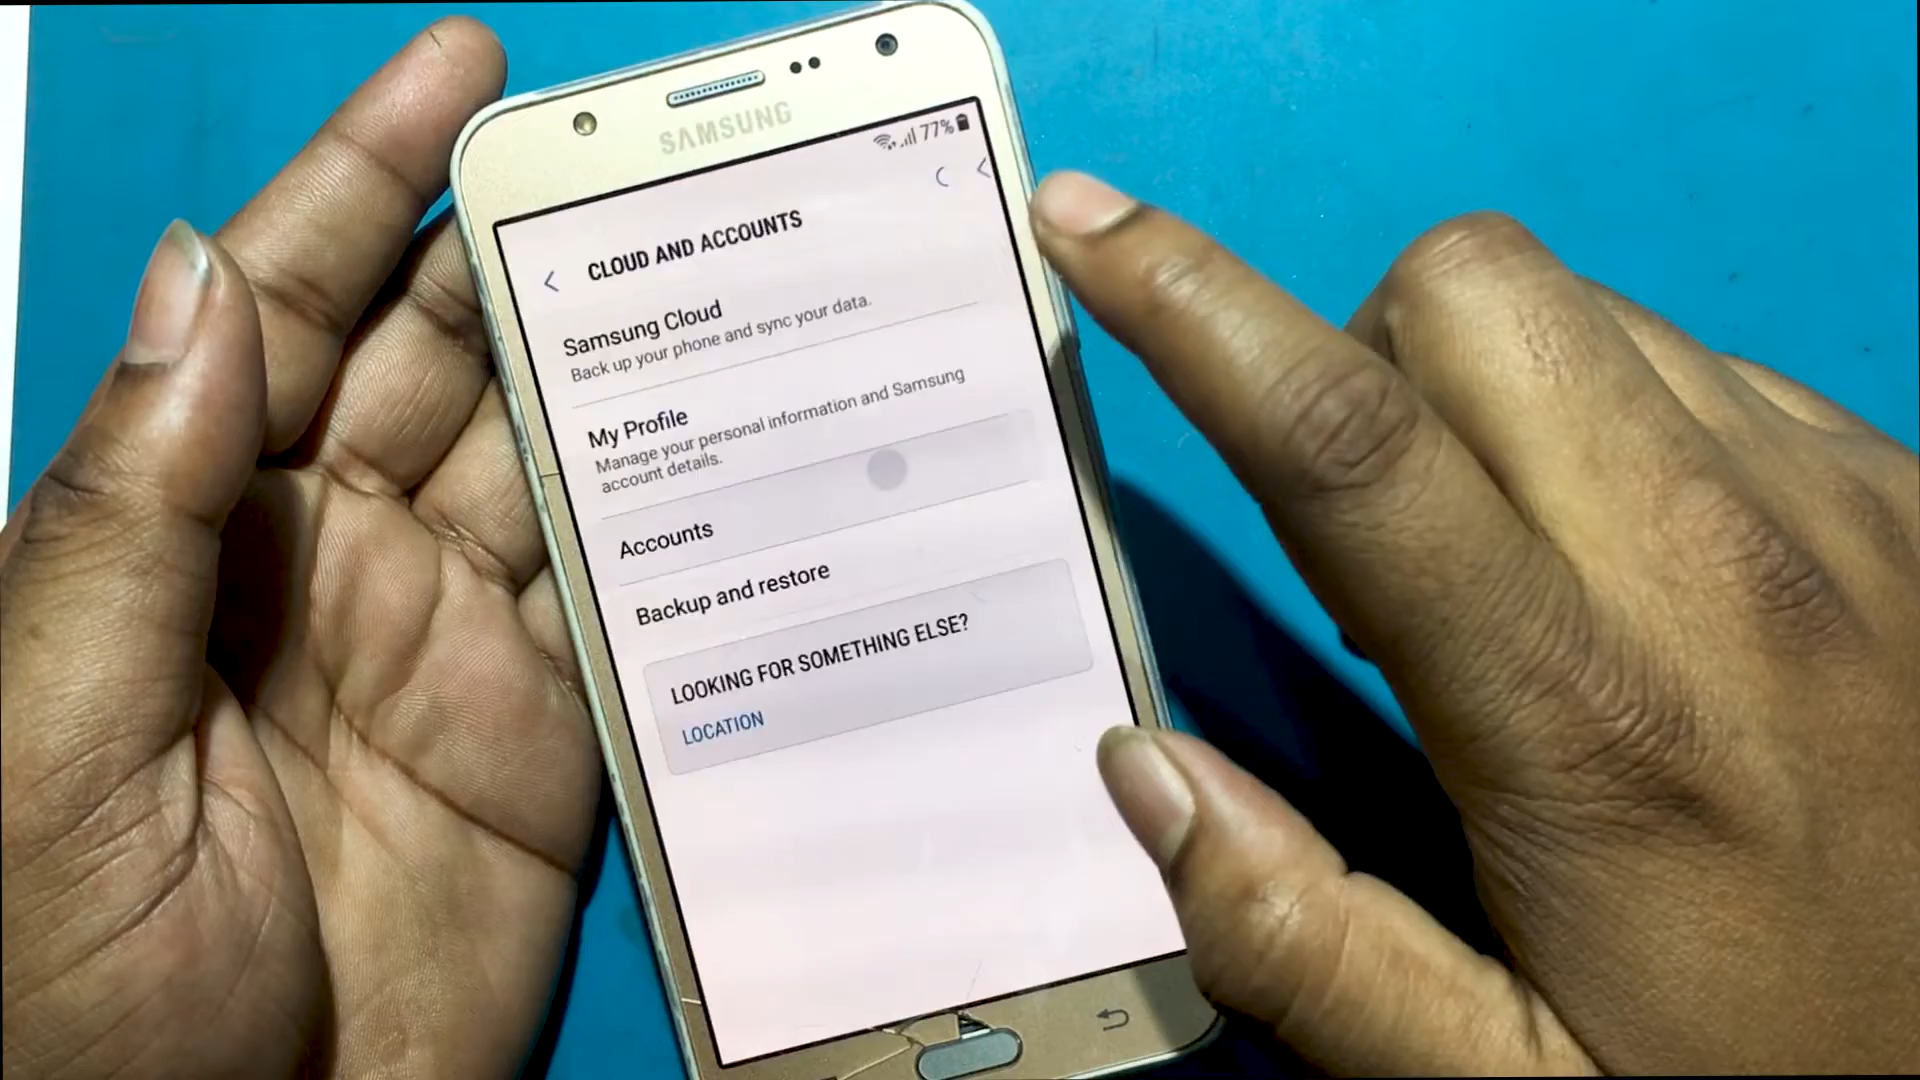 SAMSUNG
77%
CLOUD AND ACCOUNTS
Samsung Cloud
Back up your phone and sync your data.
My Profile
Manage your personal information and Samsung
account details.
Accounts
Backup and restore
LOOKING FOR SOMETHING ELSE?
LOCATION